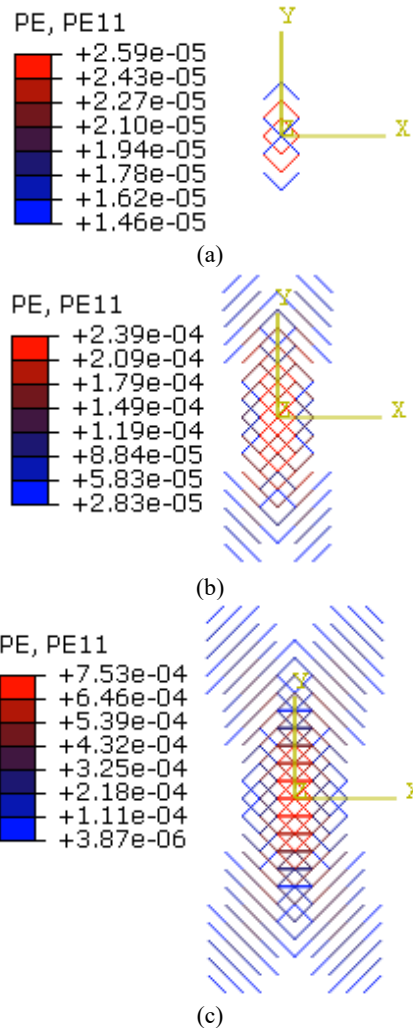 PE, PE11
+2.59e-05
+2.43e-05
+2.27e-05
+2.10e-05
+1.94e-05
+1.78e-05
+1.62e-05
+1.46e-05
Y
Z
X
(a)
PE, PE11
+2.39e-04
+2.09e-04
+1.79e-04
+1.49e-04
+1.19e-04
+8.84e-05
+5.83e-05
+2.83e-05
Y
Z
X
(b)
PE, PE11
+7.53e-04
+6.46e-04
+5.39e-04
+4.32e-04
+3.25e-04
+2.18e-04
+1.11e-04
+3.87e-06
Y
X
(c)